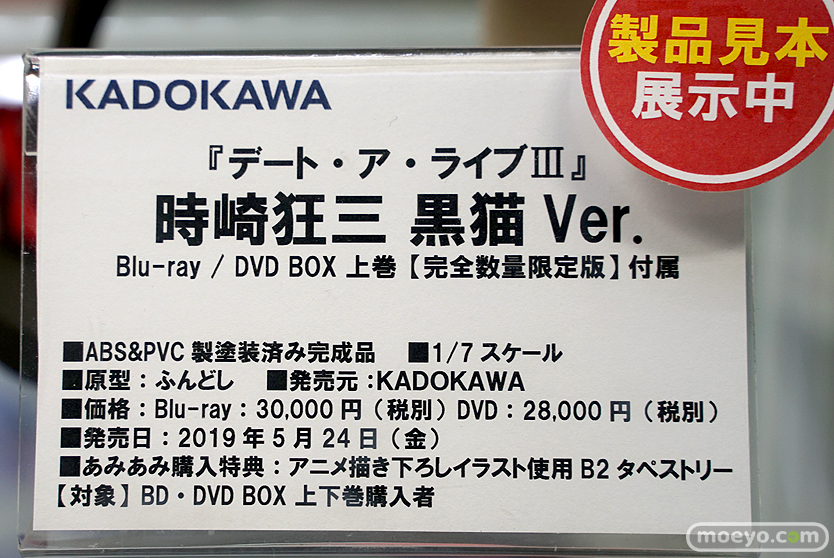 製品見本
展示中
KADOKAWA
『デート・ア・ライブⅢ』
時崎狂三 黒猫 Ver.
Blu-ray / DVD BOX 上巻【完全数量限定版】付属
■ABS&PVC 製塗装済み完成品 ■1/7 スケール
■原型：ふんどし ■発売元：KADOKAWA
■価格：Blu-ray：30,000 円（税別）DVD：28,000 円（税別）
■発売日：2019 年 5 月 24 日（金）
■あみあみ購入特典：アニメ描き下ろしイラスト使用 B2 タペストリー
【対象】BD・DVD BOX 上下巻購入者
moeyo.com